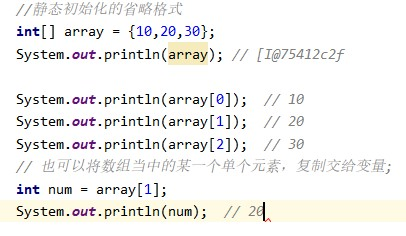 //静态初始化的省略格式
int[] array = {10,20,30};
System.out.println(array); // [I@75412c2f
System.out.println(array[0]);  // 10
System.out.println(array[1]);  // 20
System.out.println(array[2]);  // 30
// 也可以将数组当中的某一个单个元素，复制交给变量;
int num = array[1];
System.out.println(num);  // 20